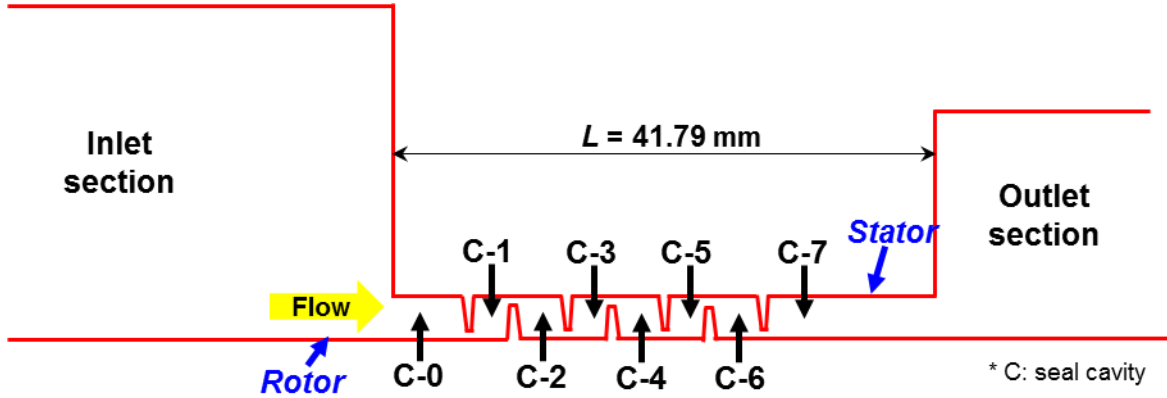 Inlet
section
L = 41.79 mm
Outlet
section
Stator
C-1
C-3
C-5
C-7
Flow
Rotor
C-0
C-2
C-4
C-6
* C: seal cavity